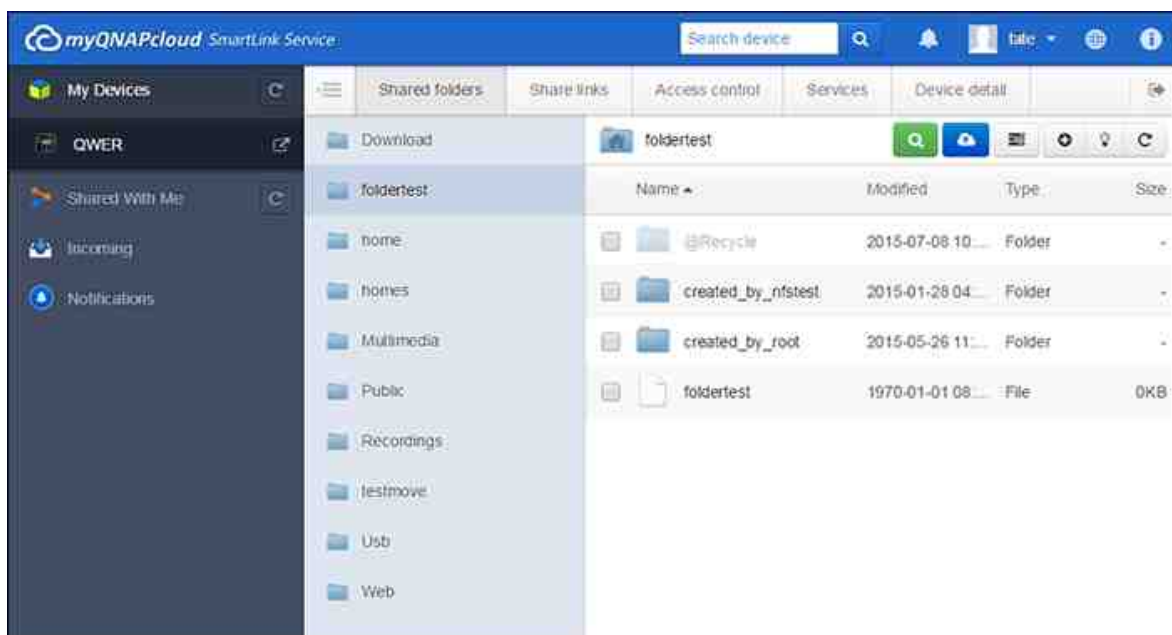 myQNAPcloud SmartLink Service
Search device
tate
My Devices
Shared folders
Share links
Access control
Services
Device detail
QWER
Download
foldertest
foldertest
Name
Modified
Type
Size
Shared With Me
home
@Recycle
2015-07-08 10:...
Folder
-
Incoming
homes
created_by_nfstest
2015-01-28 04:...
Folder
-
Notifications
Multimedia
created_by_root
2015-05-26 11:...
Folder
-
Public
foldertest
1970-01-01 08:...
File
0KB
Recordings
testmove
Usb
Web